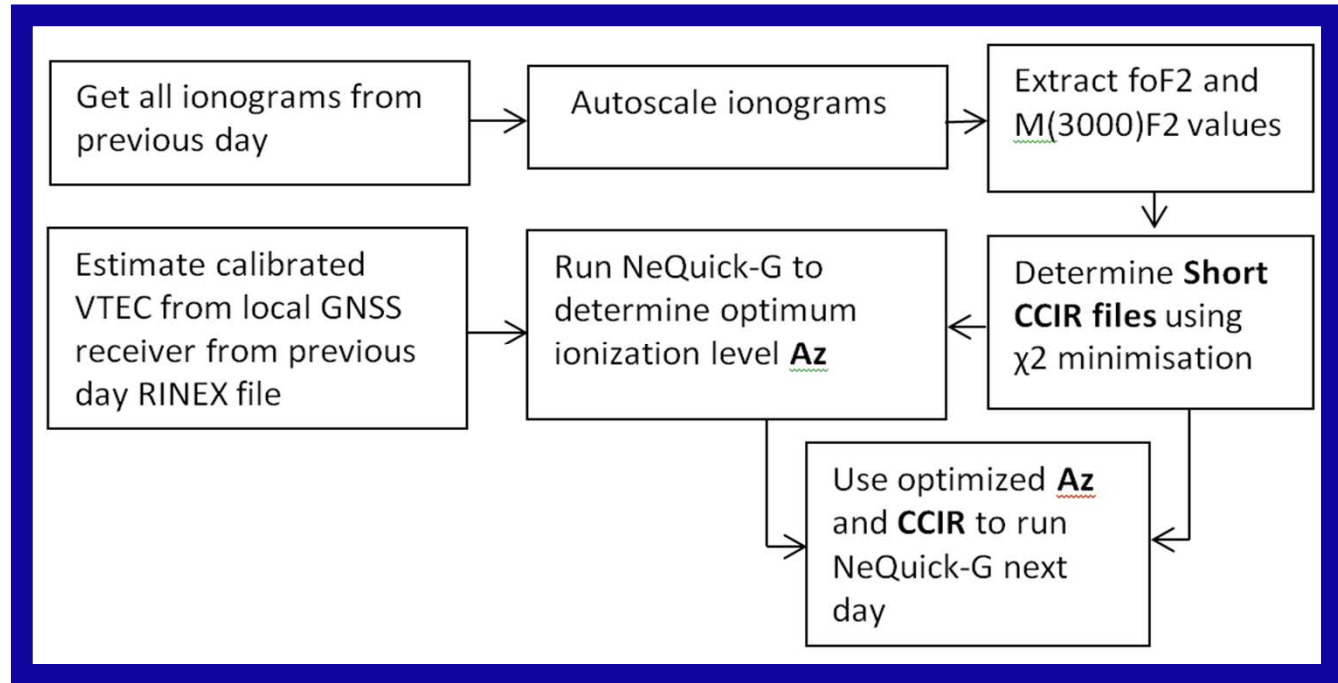 Get all ionograms from
previous day
Autoscale ionograms
Extract foF2 and
M(3000)F2 values
Estimate calibrated
VTEC from local GNSS
receiver from previous
day RINEX file
Run NeQuick-G to
determine optimum
ionization level Az
Determine Short
CCIR files using
χ2 minimisation
Use optimized Az
and CCIR to run
NeQuick-G next
day